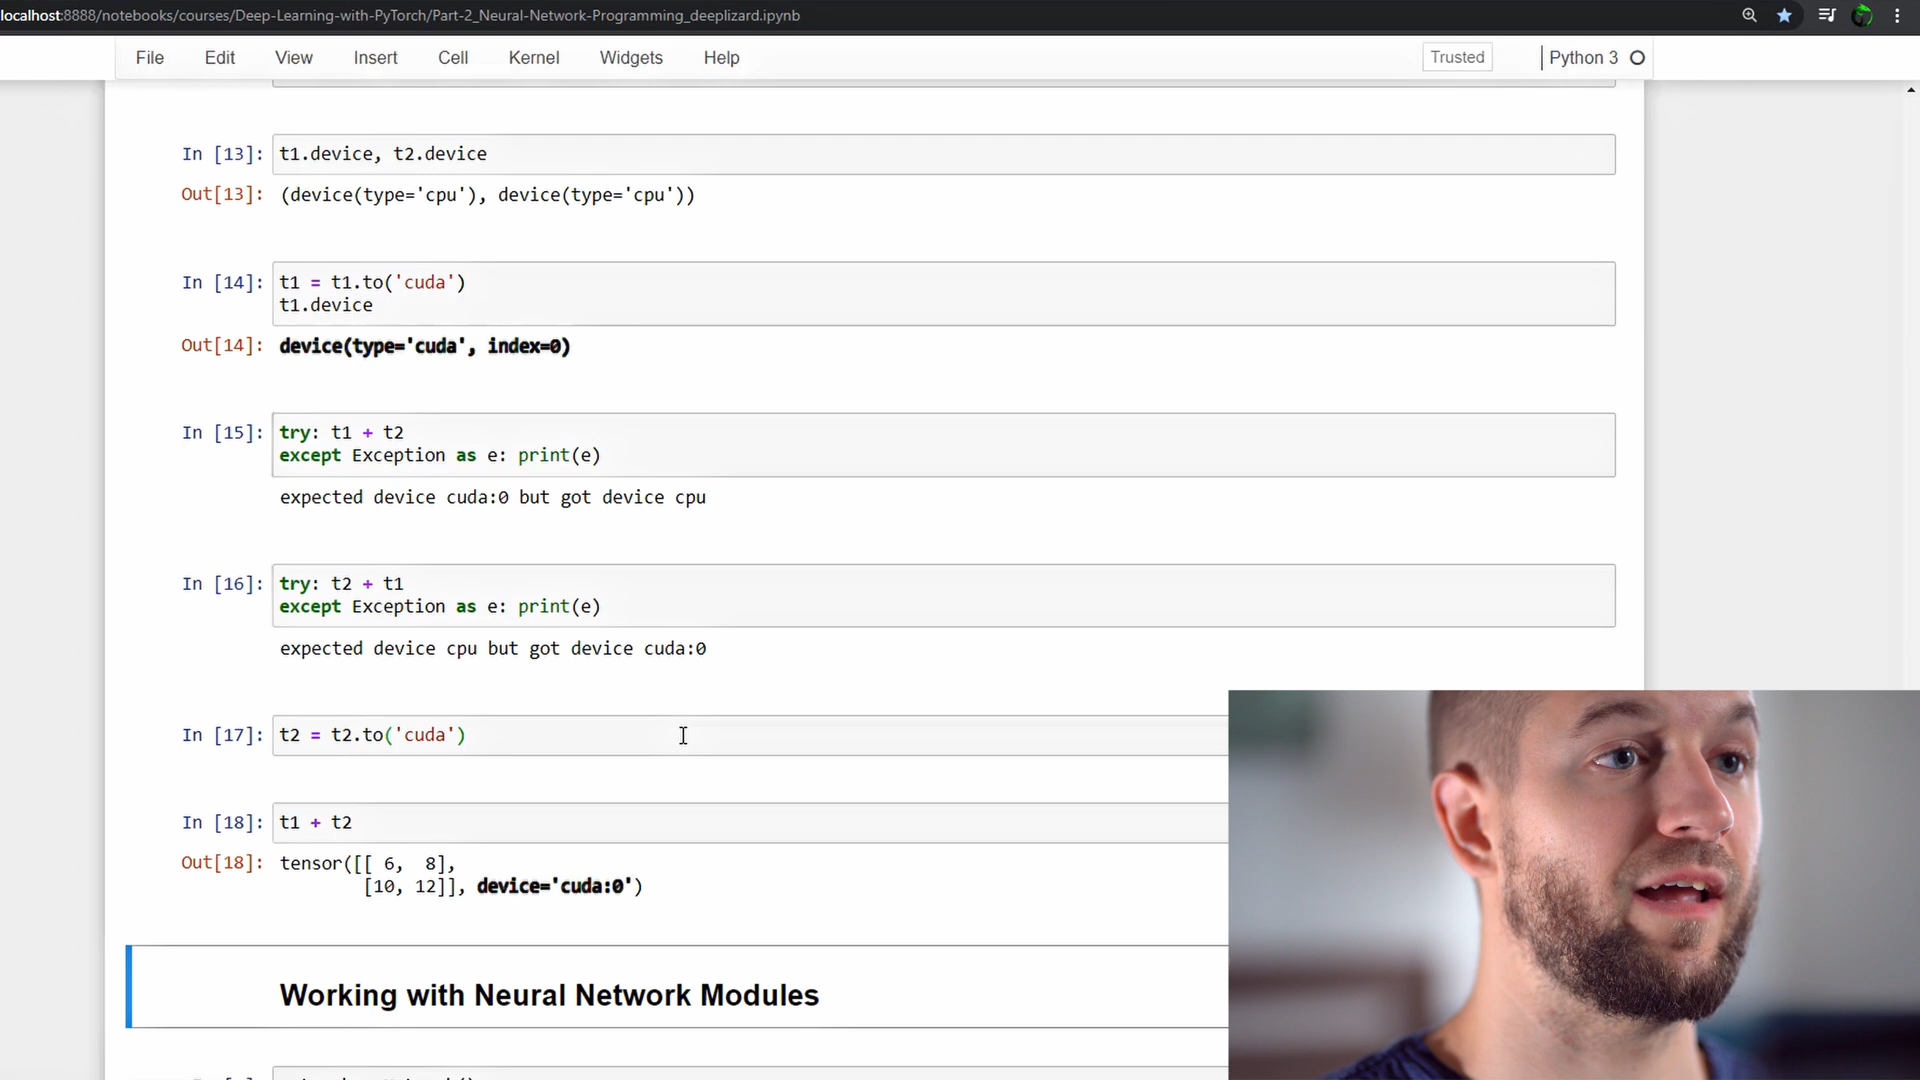 localhost:8888/notebooks/courses/Deep-Learning-with-PyTorch/Part-2_Neural-Network-Programming_deeplizard.ipynb
File Edit View Insert Cell Kernel Widgets Help Trusted Python 3
In [13]: t1.device, t2.device
Out[13]: (device(type='cpu'), device(type='cpu'))
In [14]: t1 = t1.to('cuda')
t1.device
Out[14]: device(type='cuda', index=0)
In [15]: try: t1 + t2
except Exception as e: print(e)
expected device cuda:0 but got device cpu
In [16]: try: t2 + t1
except Exception as e: print(e)
expected device cpu but got device cuda:0
In [17]: t2 = t2.to('cuda')
In [18]: t1 + t2
Out[18]: tensor([[ 6,  8],
[10, 12]], device='cuda:0')
Working with Neural Network Modules